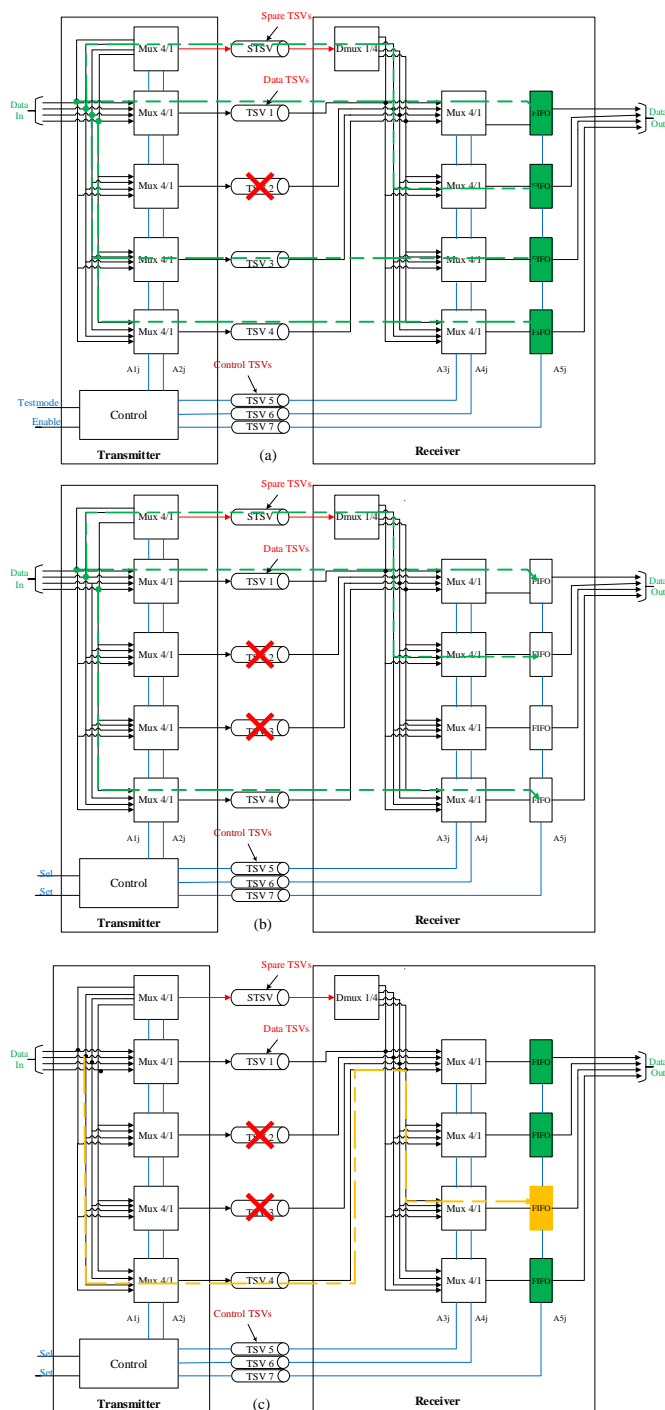 Spare TSVs
Mux 4/1
STSV
Dmux 1/4
Data TSVs
Data
In
Mux 4/1
TSV 1
Mux 4/1
FIFO
Data
Out
Mux 4/1
Mux 4/1
FIFO
Mux 4/1
TSV 3
Mux 4/1
FIFO
Mux 4/1
TSV 4
Mux 4/1
FIFO
A1j
A2j
Control TSVs
A3j
A4j
A5j
Testmode
Enable
Control
TSV 5
TSV 6
TSV 7
Transmitter
(a)
Receiver
Spare TSVs
Mux 4/1
STSV
Dmux 1/4
Data TSVs
Data
In
Mux 4/1
TSV 1
Mux 4/1
FIFO
Data
Out
Mux 4/1
Mux 4/1
FIFO
Mux 4/1
Mux 4/1
FIFO
Mux 4/1
TSV 4
Mux 4/1
FIFO
A1j
A2j
Control TSVs
A3j
A4j
A5j
Sel
Set
Control
TSV 5
TSV 6
TSV 7
Transmitter
(b)
Receiver
Spare TSVs
Mux 4/1
STSV
Dmux 1/4
Data TSVs
Data
In
Mux 4/1
TSV 1
Mux 4/1
FIFO
Data
Out
Mux 4/1
Mux 4/1
FIFO
Mux 4/1
Mux 4/1
FIFO
Mux 4/1
TSV 4
Mux 4/1
FIFO
A1j
A2j
Control TSVs
A3j
A4j
A5j
Sel
Set
Control
TSV 5
TSV 6
TSV 7
Transmitter
(c)
Receiver